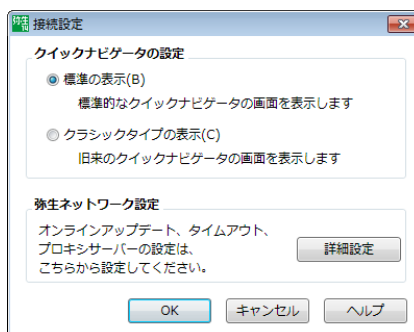 弥生
10
接続設定
クイックナビゲータの設定
標準の表示(B)
標準的なクイックナビゲータの画面を表示します
クラシックタイプの表示(C)
旧来のクイックナビゲータの画面を表示します
弥生ネットワーク設定
オンラインアップデート、タイムアウト、
プロキシサーバーの設定は、
こちらから設定してください。
詳細設定
OK キャンセル ヘルプ